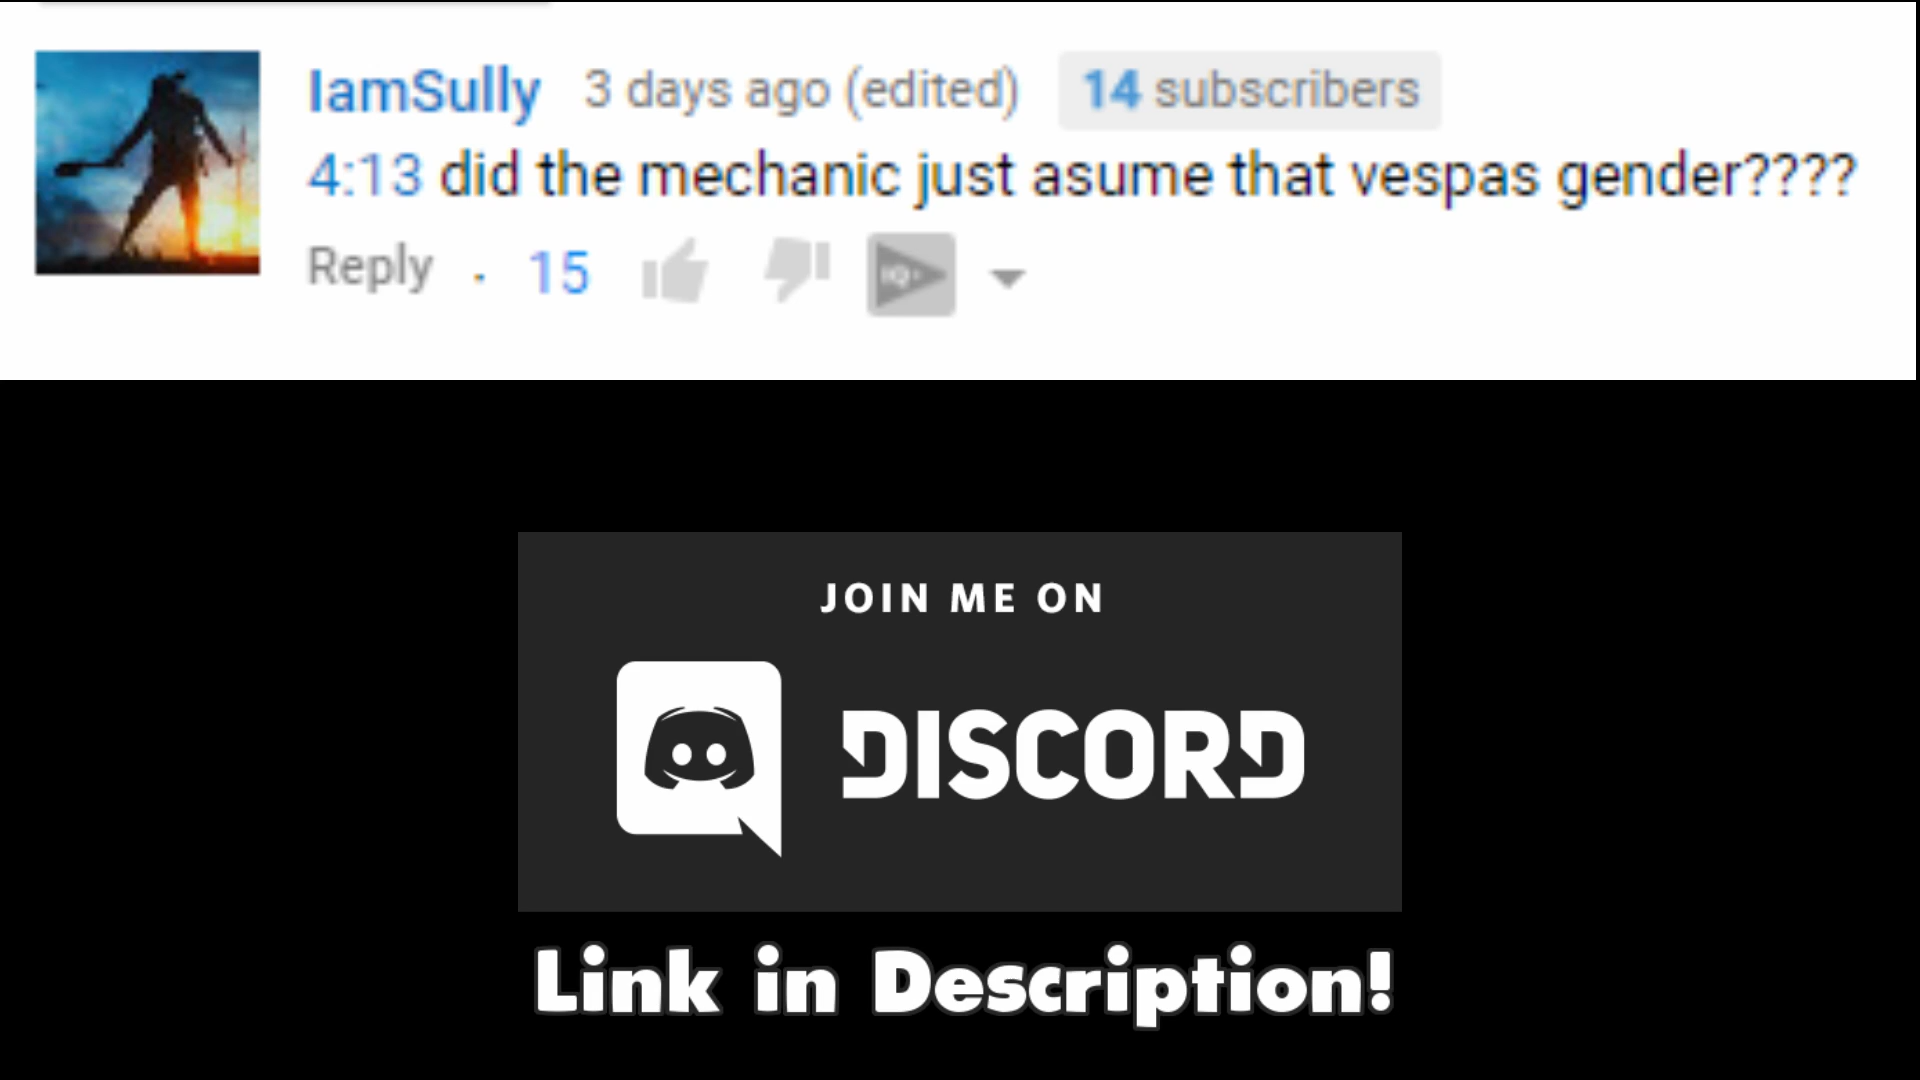 IamSully 3 days ago (edited) 14 subscribers
4:13 did the mechanic just asume that vespas gender????
Reply · 15 IQ+
JOIN ME ON
DISCORD
Link in Description!